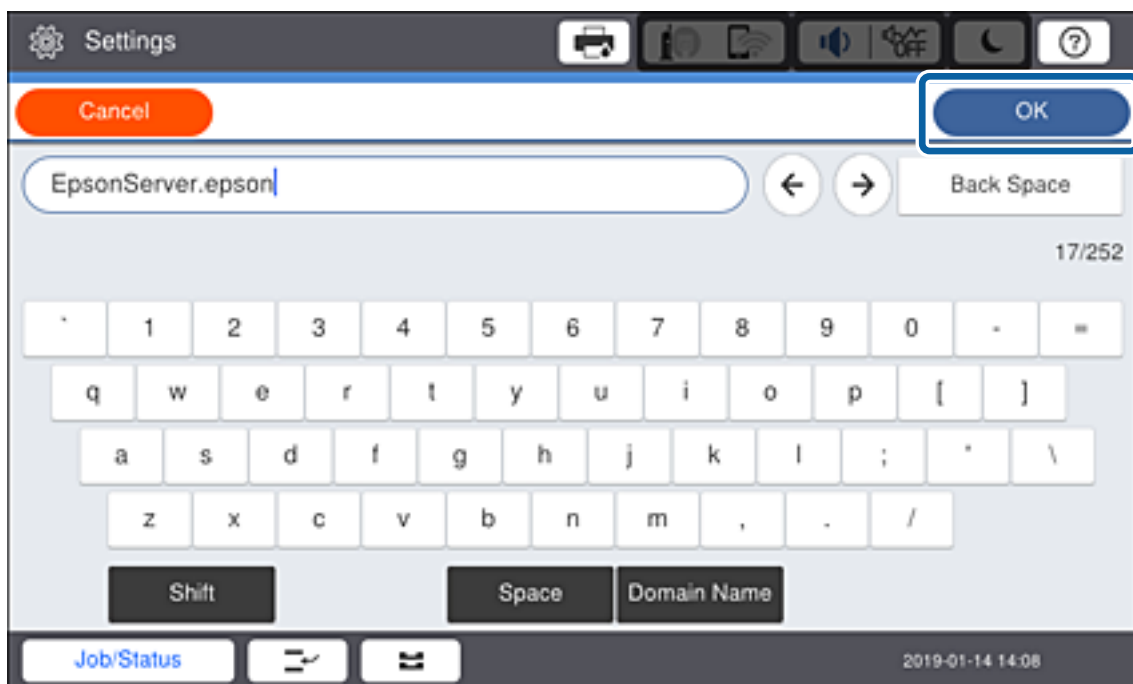 Settings
OFF
?
Cancel
OK
EpsonServer.epson
Back Space
17/252
` 1 2 3 4 5 6 7 8 9 0 - =
q w e r t y u i o p [ ]
a s d f g h j k l ; ' \
z x c v b n m , . /
Shift Space Domain Name
Job/Status
2019-01-14 14:08